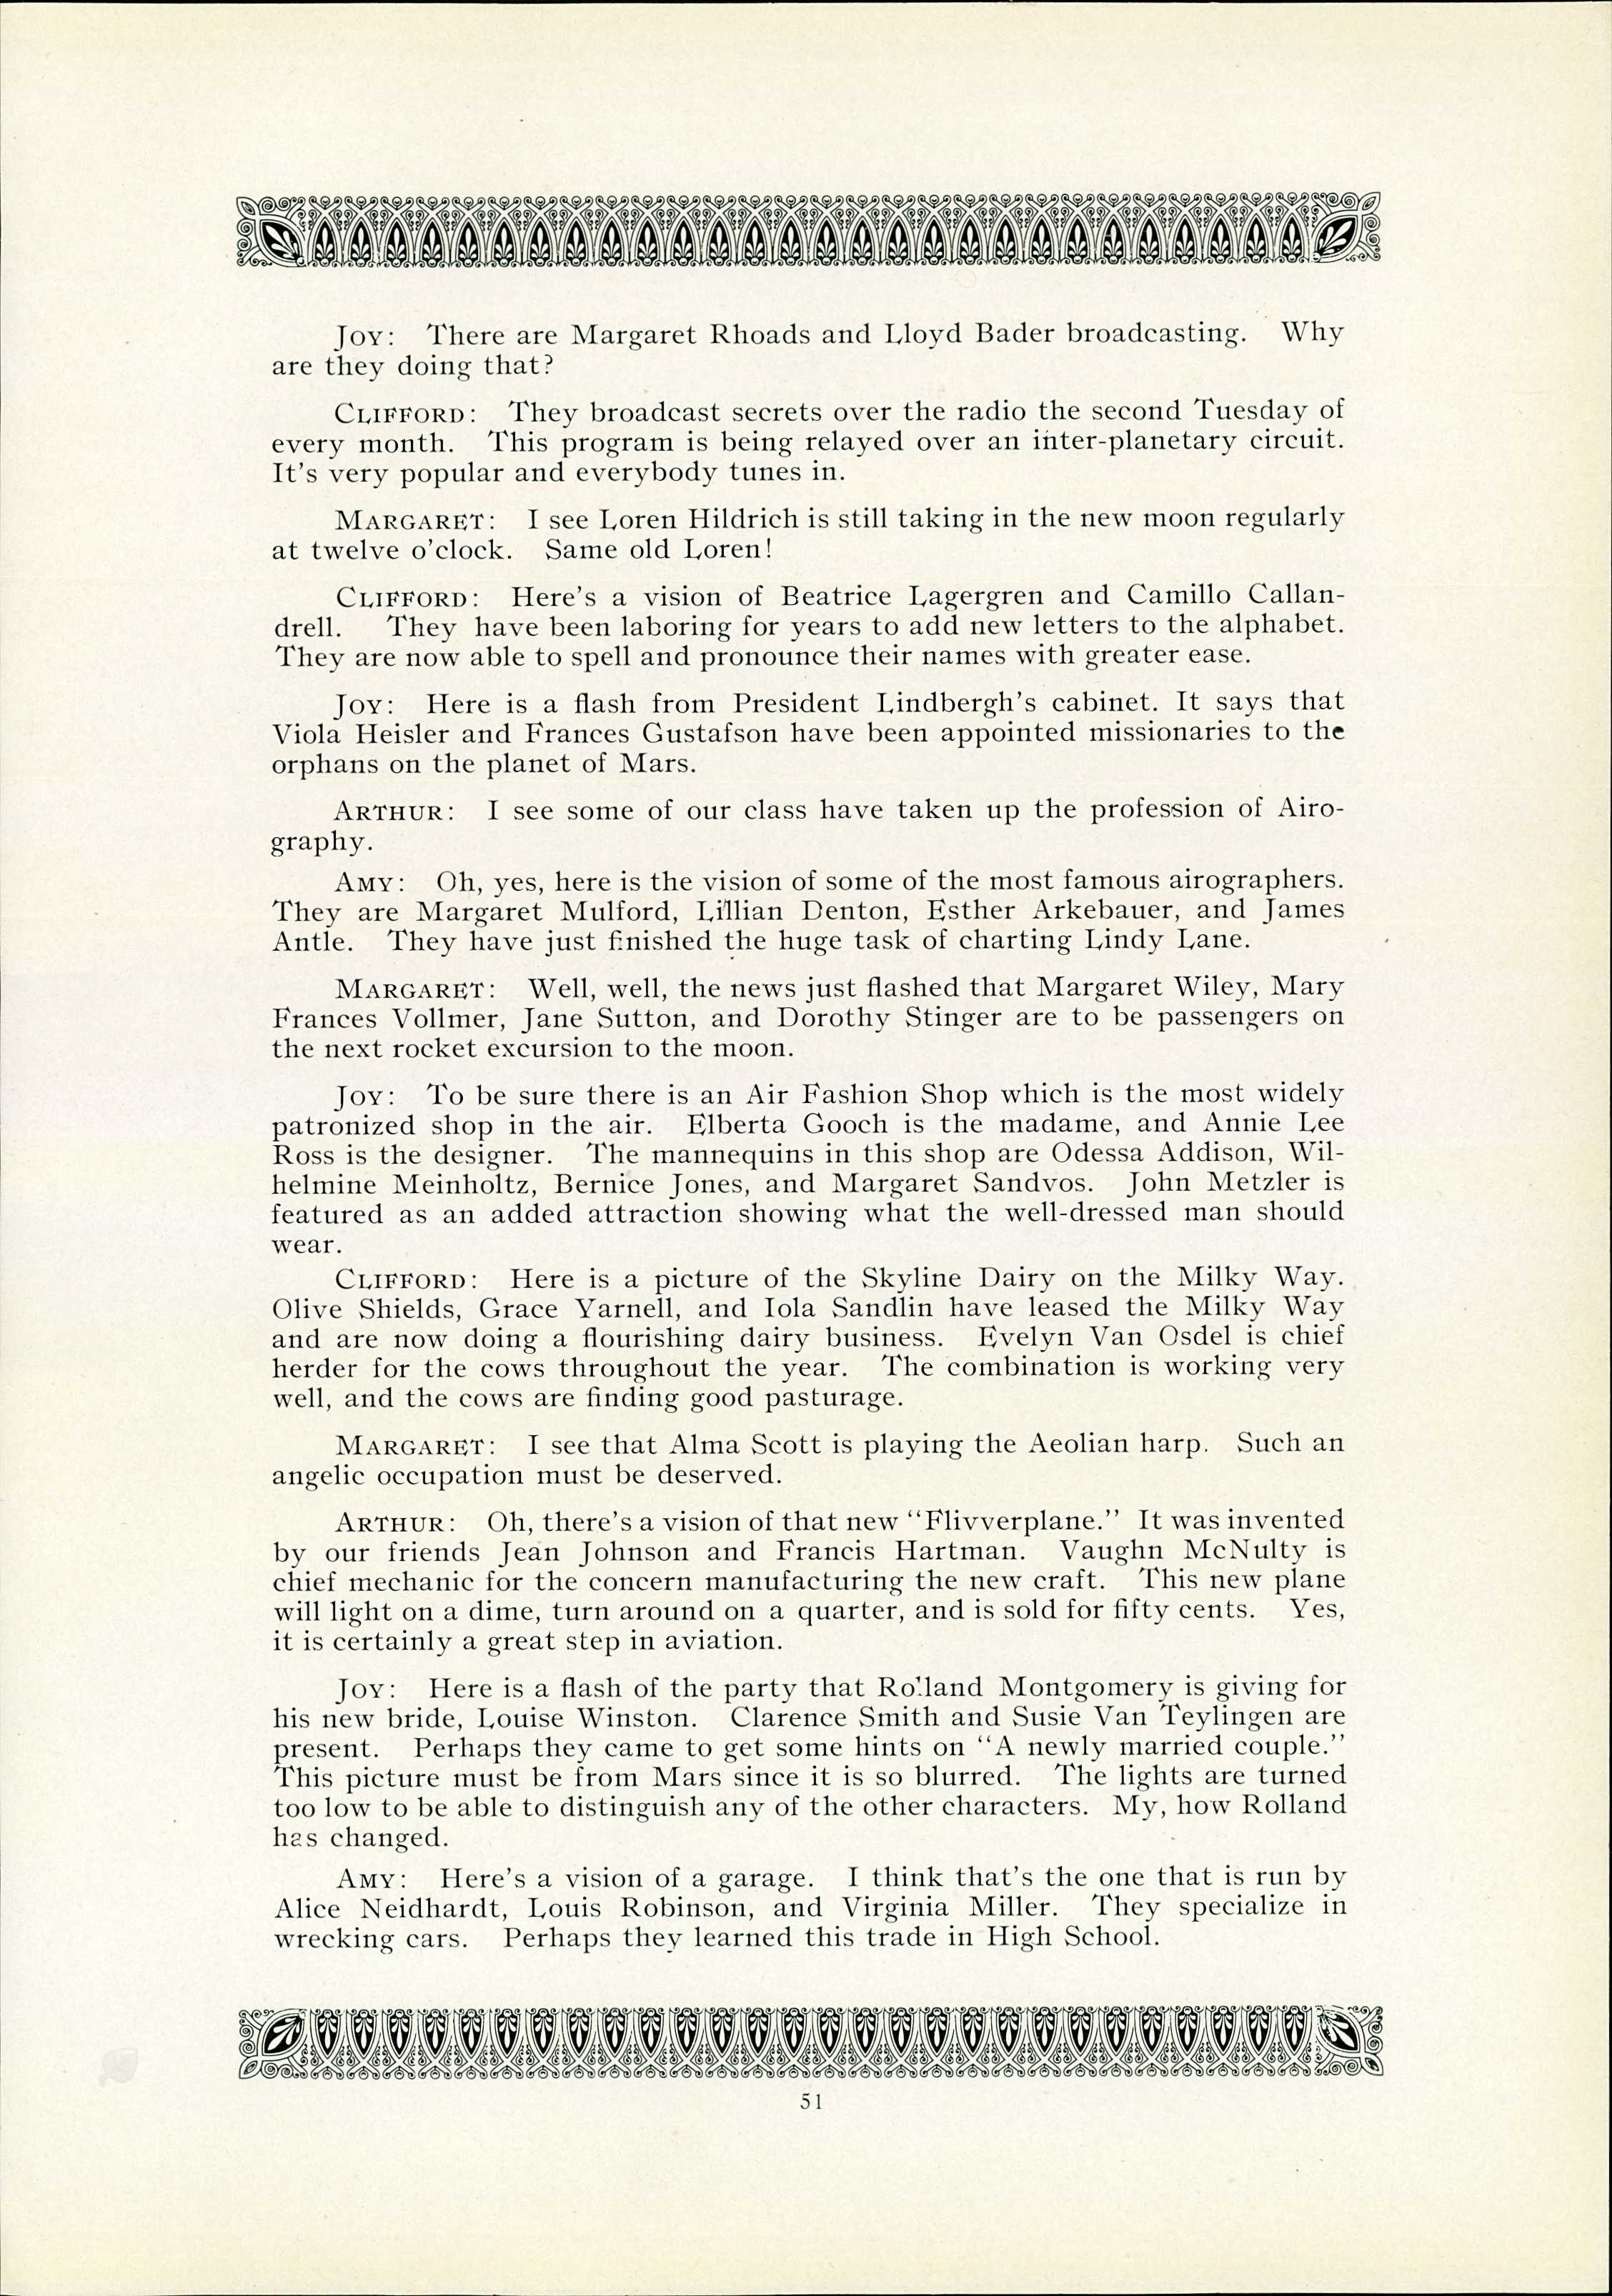 Joy: There are Margaret Rhoads and Lloyd Bader broadcasting. Why
are they doing that?
Clifford: They broadcast secrets over the radio the second Tuesday of
every month. This program is being relayed over an inter-planetary circuit.
It's very popular and everybody tunes in.
Margaret: I see Loren Hildrich is still taking in the new moon regularly
at twelve o'clock. Same old Loren!
Clifford: Here's a vision of Beatrice Lagergren and Camillo Callan-
drell. They have been laboring for years to add new letters to the alphabet.
They are now able to spell and pronounce their names with greater ease.
Joy: Here is a flash from President Lindbergh's cabinet. It says that
Viola Heisler and Frances Gustafson have been appointed missionaries to the
orphans on the planet of Mars.
Arthur: I see some of our class have taken up the profession of Airo-
graphy.
Amy: Oh, yes, here is the vision of some of the most famous airographers.
They are Margaret Mulford, Lillian Denton, Esther Arkebauer, and James
Antle. They have just finished the huge task of charting Lindy Lane.
Margaret: Well, well, the news just flashed that Margaret Wiley, Mary
Frances Vollmer, Jane Sutton, and Dorothy Stinger are to be passengers on
the next rocket excursion to the moon.
Joy: To be sure there is an Air Fashion Shop which is the most widely
patronized shop in the air. Elberta Gooch is the madame, and Annie Lee
Ross is the designer. The mannequins in this shop are Odessa Addison, Wil-
helmine Meinholtz, Bernice Jones, and Margaret Sandvos. John Metzler is
featured as an added attraction showing what the well-dressed man should
wear.
Clifford: Here is a picture of the Skyline Dairy on the Milky Way.
Olive Shields, Grace Yarnell, and Iola Sandlin have leased the Milky Way
and are now doing a flourishing dairy business. Evelyn Van Osdel is chief
herder for the cows throughout the year. The combination is working very
well, and the cows are finding good pasturage.
Margaret: I see that Alma Scott is playing the Aeolian harp. Such an
angelic occupation must be deserved.
Arthur: Oh, there's a vision of that new "Flivverplane." It was invented
by our friends Jean Johnson and Francis Hartman. Vaughn McNulty is
chief mechanic for the concern manufacturing the new craft. This new plane
will light on a dime, turn around on a quarter, and is sold for fifty cents. Yes,
it is certainly a great step in aviation.
Joy: Here is a flash of the party that Rolland Montgomery is giving for
his new bride, Louise Winston. Clarence Smith and Susie Van Teylingen are
present. Perhaps they came to get some hints on "A newly married couple."
This picture must be from Mars since it is so blurred. The lights are turned
too low to be able to distinguish any of the other characters. My, how Rolland
has changed.
Amy: Here's a vision of a garage. I think that's the one that is run by
Alice Neidhardt, Louis Robinson, and Virginia Miller. They specialize in
wrecking cars. Perhaps they learned this trade in High School.
51